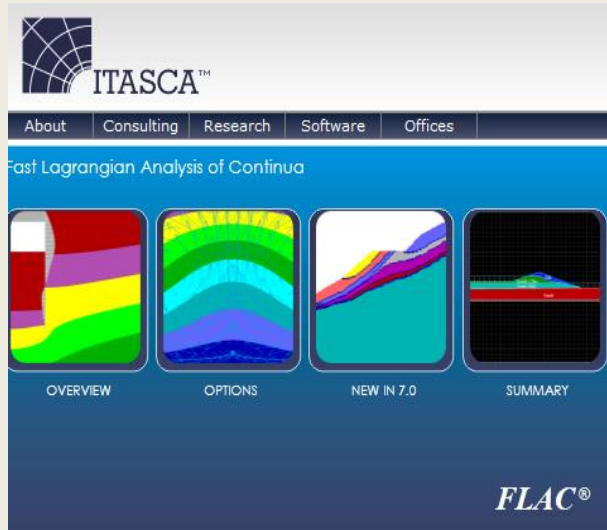 ITASCA™
About Consulting Research Software Offices
Fast Lagrangian Analysis of Continua
OVERVIEW OPTIONS NEW IN 7.0 SUMMARY
FLAC®